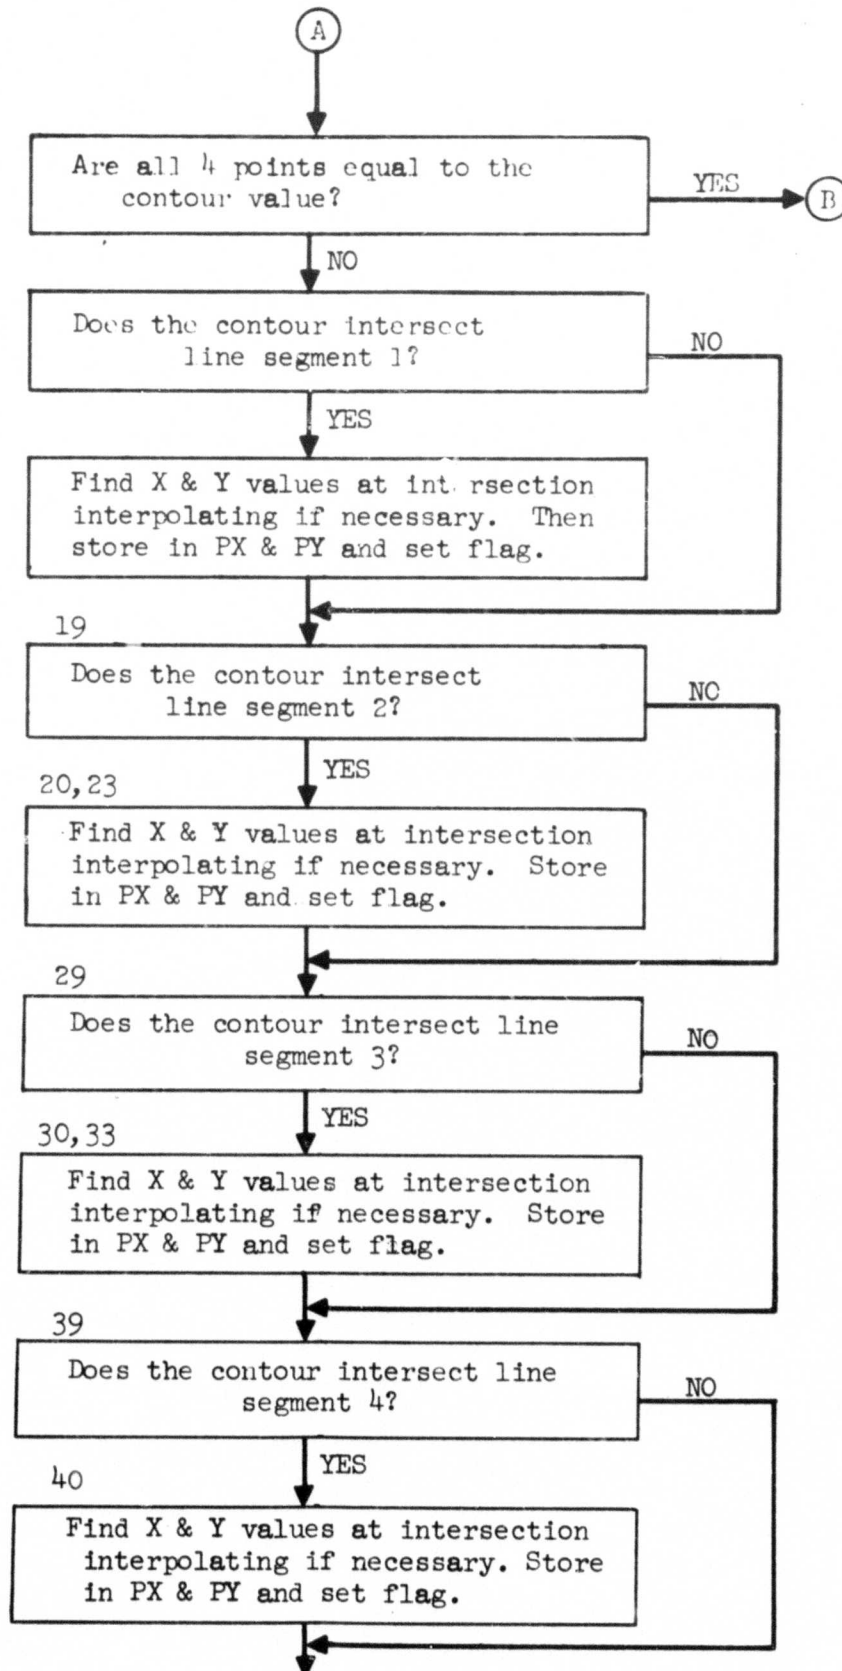 A
Are all 4 points equal to the
contour value?
YES
B
NO
Does the contour intersect
line segment 1?
NO
YES
Find X & Y values at int rsection
interpolating if necessary. Then
store in PX & PY and set flag.
19
Does the contour intersect
line segment 2?
NO
YES
20,23
Find X & Y values at intersection
interpolating if necessary. Store
in PX & PY and set flag.
29
Does the contour intersect line
segment 3?
NO
YES
30,33
Find X & Y values at intersection
interpolating if necessary. Store
in PX & PY and set flag.
39
Does the contour intersect line
segment 4?
NO
YES
40
Find X & Y values at intersection
interpolating if necessary. Store
in PX & PY and set flag.